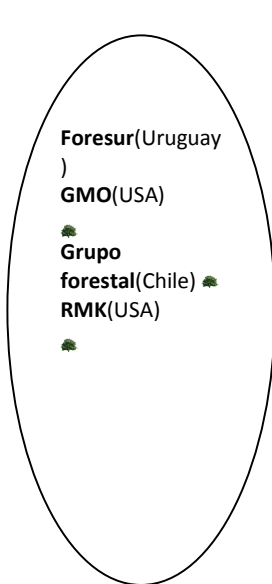 Foresur(Uruguay
)
GMO(USA)
Grupo
forestal(Chile)
RMK(USA)